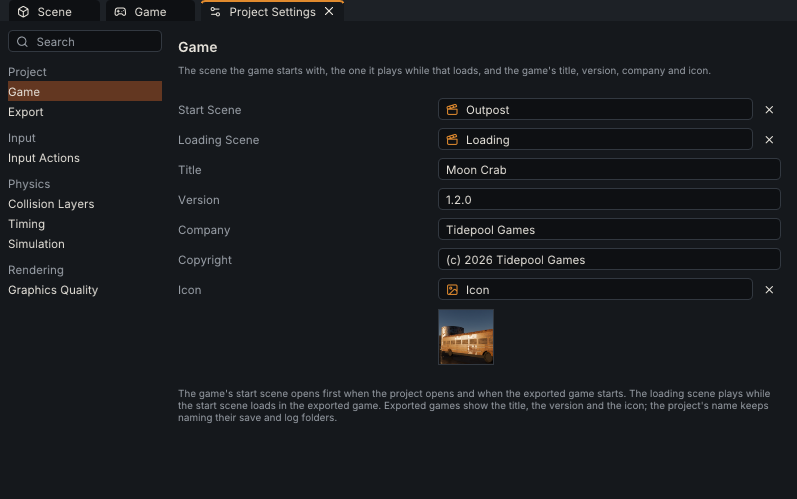 Scene
Game
Project Settings
Search
Project
Game
Export
Input
Input Actions
Physics
Collision Layers
Timing
Simulation
Rendering
Graphics Quality
Game
The scene the game starts with, the one it plays while that loads, and the game's title, version, company and icon.
Start Scene
Outpost
Loading Scene
Loading
Title
Moon Crab
Version
1.2.0
Company
Tidepool Games
Copyright
(c) 2026 Tidepool Games
Icon
Icon
The game's start scene opens first when the project opens and when the exported game starts. The loading scene plays while
the start scene loads in the exported game. Exported games show the title, the version and the icon; the project's name keeps
naming their save and log folders.